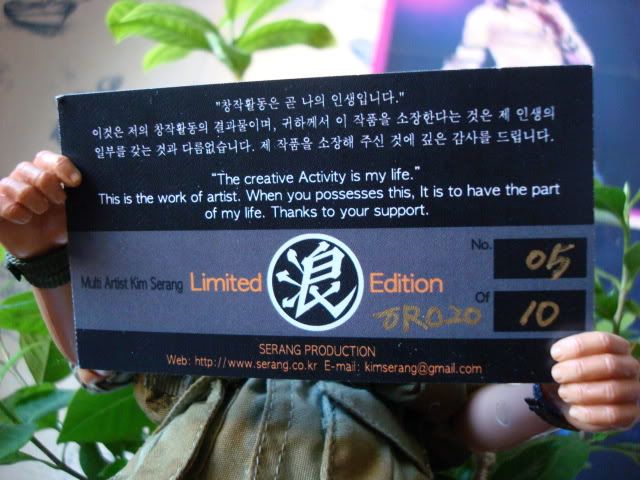 "창작활동은 곧 나의 인생입니다."
이것은 저의 창작활동의 결과물이며, 귀하께서 이 작품을 소장한다는 것은 제 인생의
일부를 갖는 것과 다름없습니다. 제 작품을 소장해 주신 것에 깊은 감사를 드립니다.
"The creative Activity is my life."
This is the work of artist. When you possesses this, It is to have the part
of my life. Thanks to your support.
Multi Artist Kim Serang Limited 浪 Edition
No. 05
Of 10
SERANG PRODUCTION
Web: http://www.serang.co.kr E-mail: kimserang@gmail.com